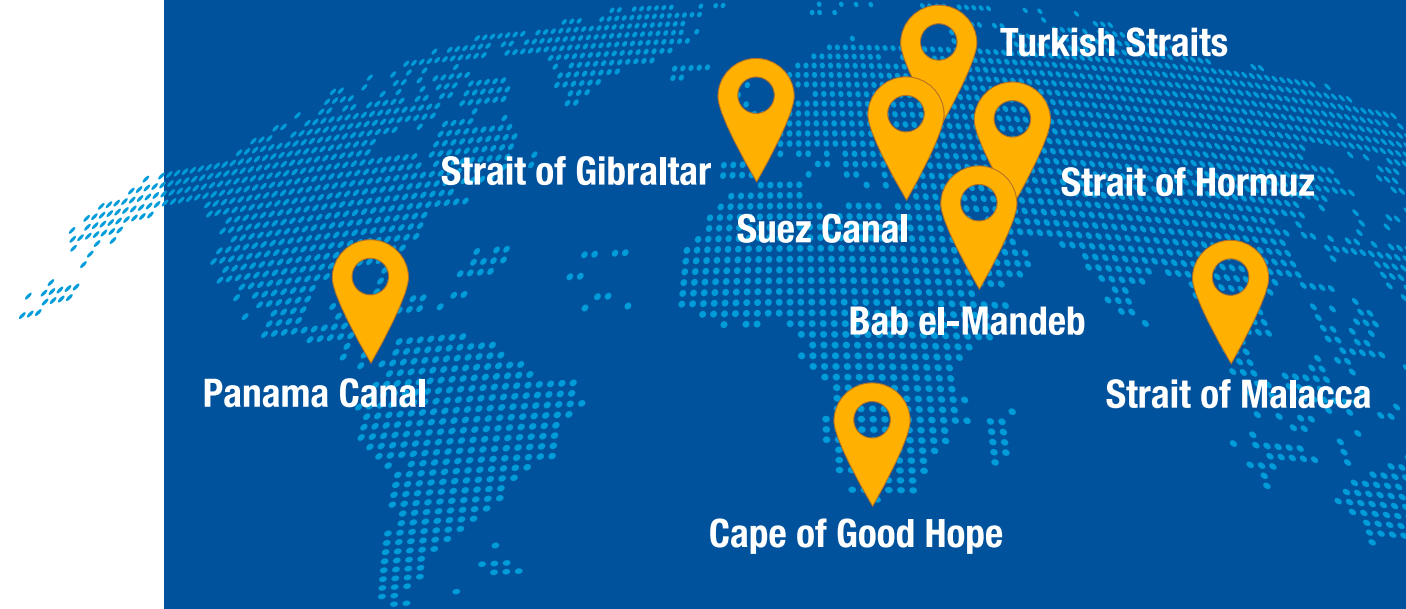 Turkish Straits
Strait of Gibraltar
Strait of Hormuz
Suez Canal
Bab el-Mandeb
Panama Canal
Strait of Malacca
Cape of Good Hope